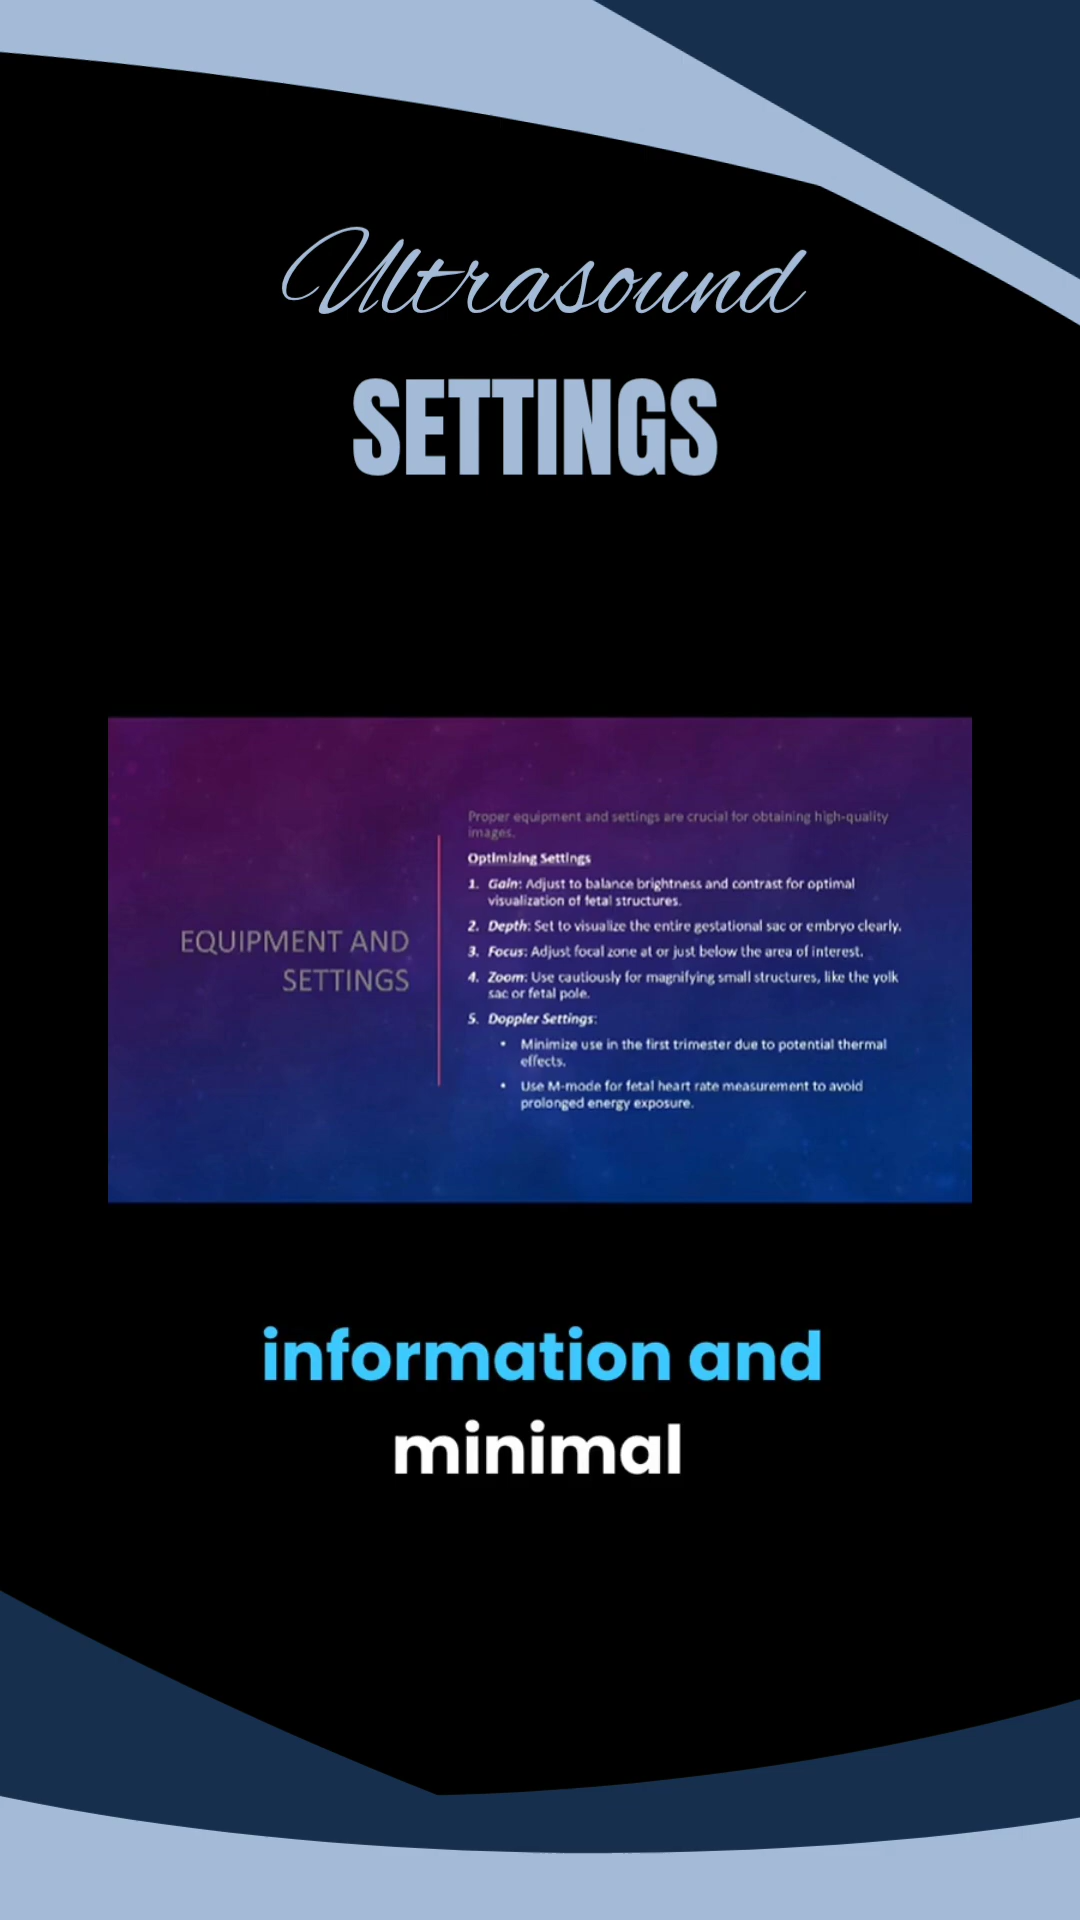 Ultrasound
SETTINGS
EQUIPMENT AND
SETTINGS
Proper equipment and settings are crucial for obtaining high-quality
images.
Optimizing Settings
1. Gain: Adjust to balance brightness and contrast for optimal
visualization of fetal structures.
2. Depth: Set to visualize the entire gestational sac or embryo clearly.
3. Focus: Adjust focal zone at or just below the area of interest.
4. Zoom: Use cautiously for magnifying small structures, like the yolk
sac or fetal pole.
5. Doppler Settings:
• Minimize use in the first trimester due to potential thermal
effects.
• Use M-mode for fetal heart rate measurement to avoid
prolonged energy exposure.
information and
minimal